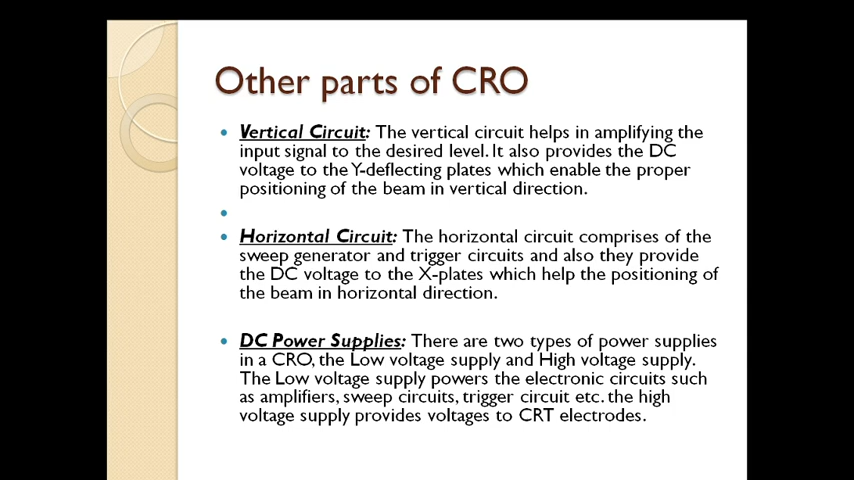 Other parts of CRO
• Vertical Circuit: The vertical circuit helps in amplifying the
input signal to the desired level. It also provides the DC
voltage to the Y-deflecting plates which enable the proper
positioning of the beam in vertical direction.
•
• Horizontal Circuit: The horizontal circuit comprises of the
sweep generator and trigger circuits and also they provide
the DC voltage to the X-plates which help the positioning of
the beam in horizontal direction.
• DC Power Supplies: There are two types of power supplies
in a CRO, the Low voltage supply and High voltage supply.
The Low voltage supply powers the electronic circuits such
as amplifiers, sweep circuits, trigger circuit etc. the high
voltage supply provides voltages to CRT electrodes.